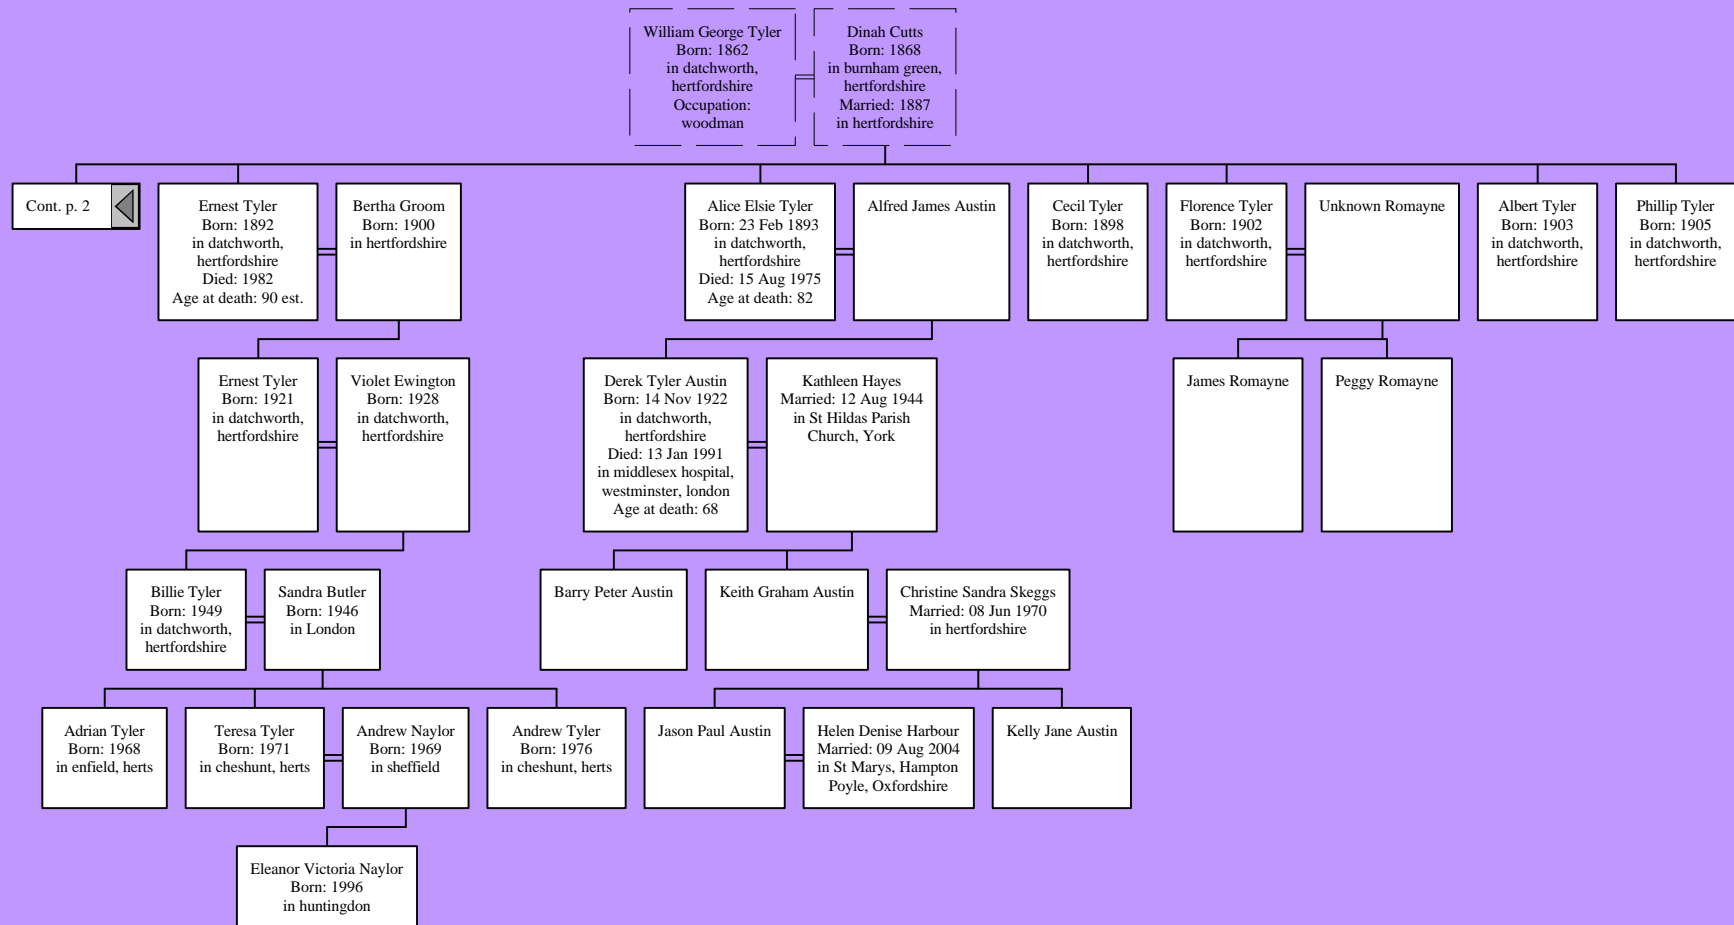 William George Tyler
Born: 1862
in datchworth,
hertfordshire
Occupation:
woodman
Dinah Cutts
Born: 1868
in burnham green,
hertfordshire
Married: 1887
in hertfordshire
Cont. p. 2
Ernest Tyler
Born: 1892
in datchworth,
hertfordshire
Died: 1982
Age at death: 90 est.
Bertha Groom
Born: 1900
in hertfordshire
Alice Elsie Tyler
Born: 23 Feb 1893
in datchworth,
hertfordshire
Died: 15 Aug 1975
Age at death: 82
Alfred James Austin
Cecil Tyler
Born: 1898
in datchworth,
hertfordshire
Florence Tyler
Born: 1902
in datchworth,
hertfordshire
Unknown Romayne
Albert Tyler
Born: 1903
in datchworth,
hertfordshire
Phillip Tyler
Born: 1905
in datchworth,
hertfordshire
Ernest Tyler
Born: 1921
in datchworth,
hertfordshire
Violet Ewington
Born: 1928
in datchworth,
hertfordshire
Derek Tyler Austin
Born: 14 Nov 1922
in datchworth,
hertfordshire
Died: 13 Jan 1991
in middlesex hospital,
westminster, london
Age at death: 68
Kathleen Hayes
Married: 12 Aug 1944
in St Hildas Parish
Church, York
James Romayne
Peggy Romayne
Billie Tyler
Born: 1949
in datchworth,
hertfordshire
Sandra Butler
Born: 1946
in London
Barry Peter Austin
Keith Graham Austin
Christine Sandra Skeggs
Married: 08 Jun 1970
in hertfordshire
Adrian Tyler
Born: 1968
in enfield, herts
Teresa Tyler
Born: 1971
in cheshunt, herts
Andrew Naylor
Born: 1969
in sheffield
Andrew Tyler
Born: 1976
in cheshunt, herts
Jason Paul Austin
Helen Denise Harbour
Married: 09 Aug 2004
in St Marys, Hampton
Poyle, Oxfordshire
Kelly Jane Austin
Eleanor Victoria Naylor
Born: 1996
in huntingdon